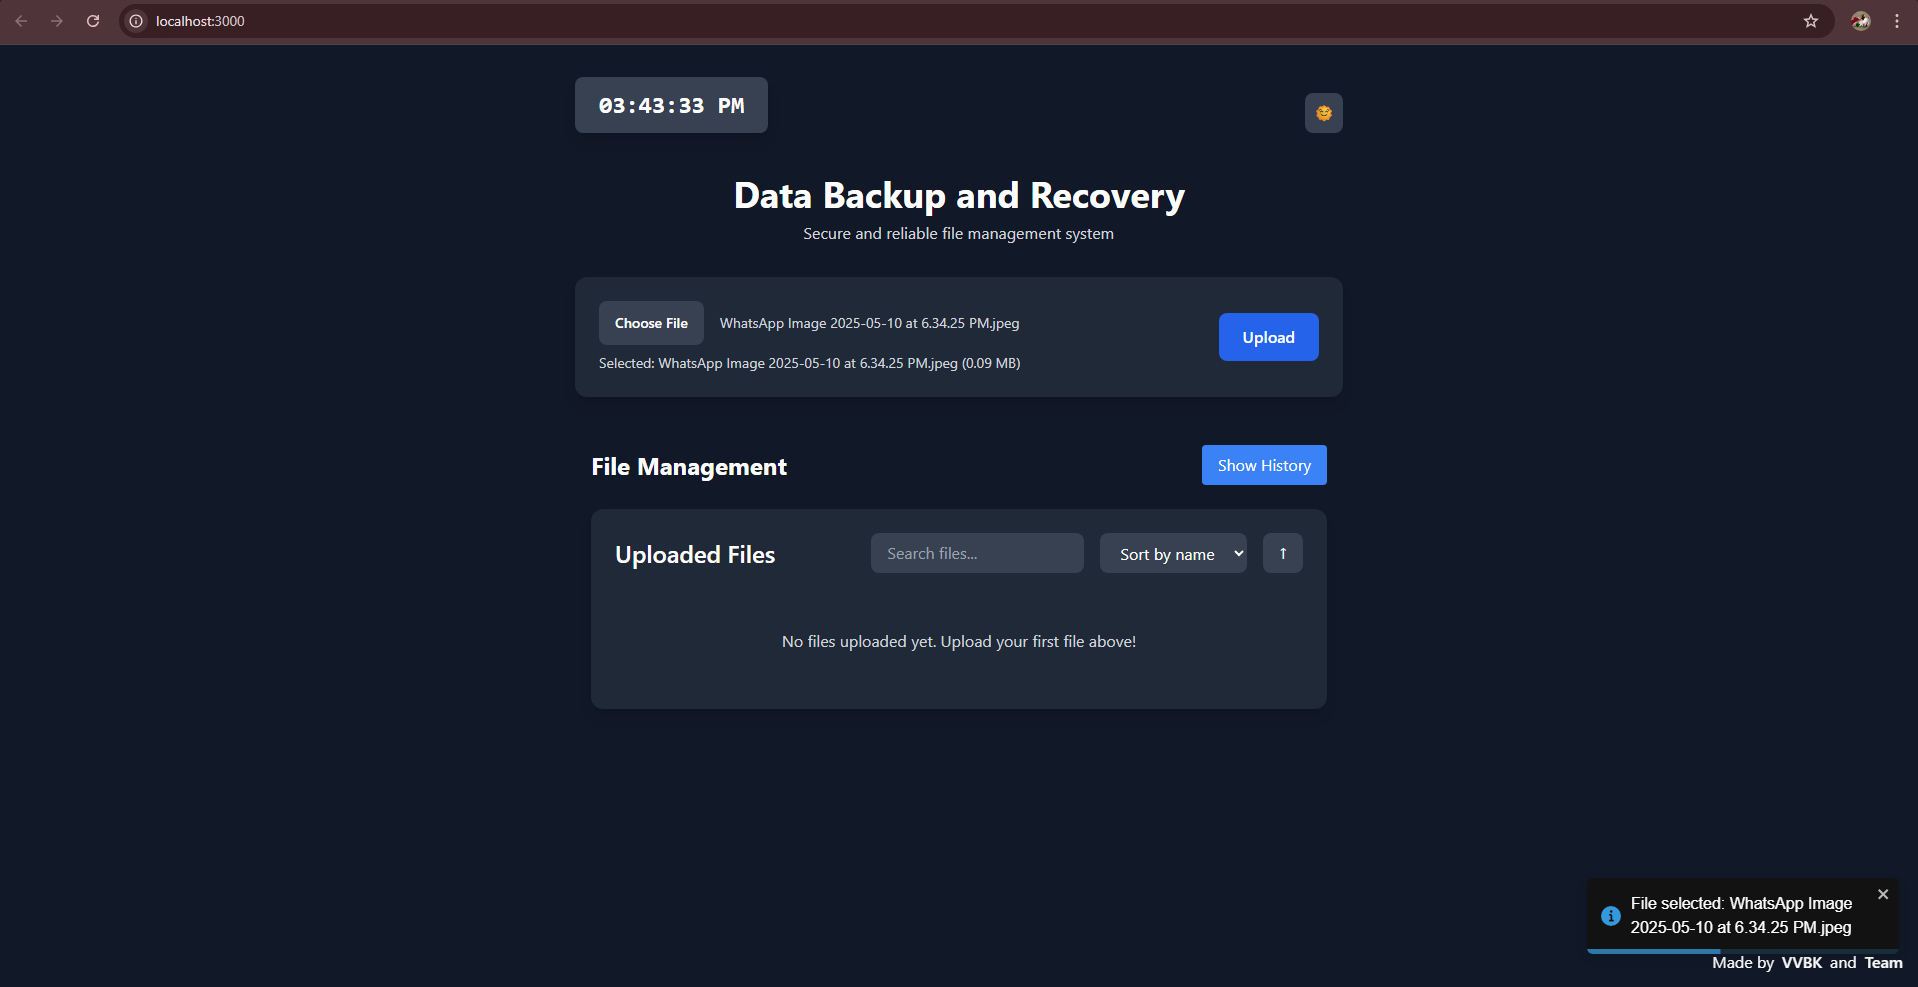 localhost:3000
03:43:33 PM
Data Backup and Recovery
Secure and reliable file management system
Choose File WhatsApp Image 2025-05-10 at 6.34.25 PM.jpeg
Upload
Selected: WhatsApp Image 2025-05-10 at 6.34.25 PM.jpeg (0.09 MB)
File Management
Show History
Uploaded Files
Search files...
Sort by name
↑
No files uploaded yet. Upload your first file above!
File selected: WhatsApp Image
2025-05-10 at 6.34.25 PM.jpeg
Made by VVBK and Team